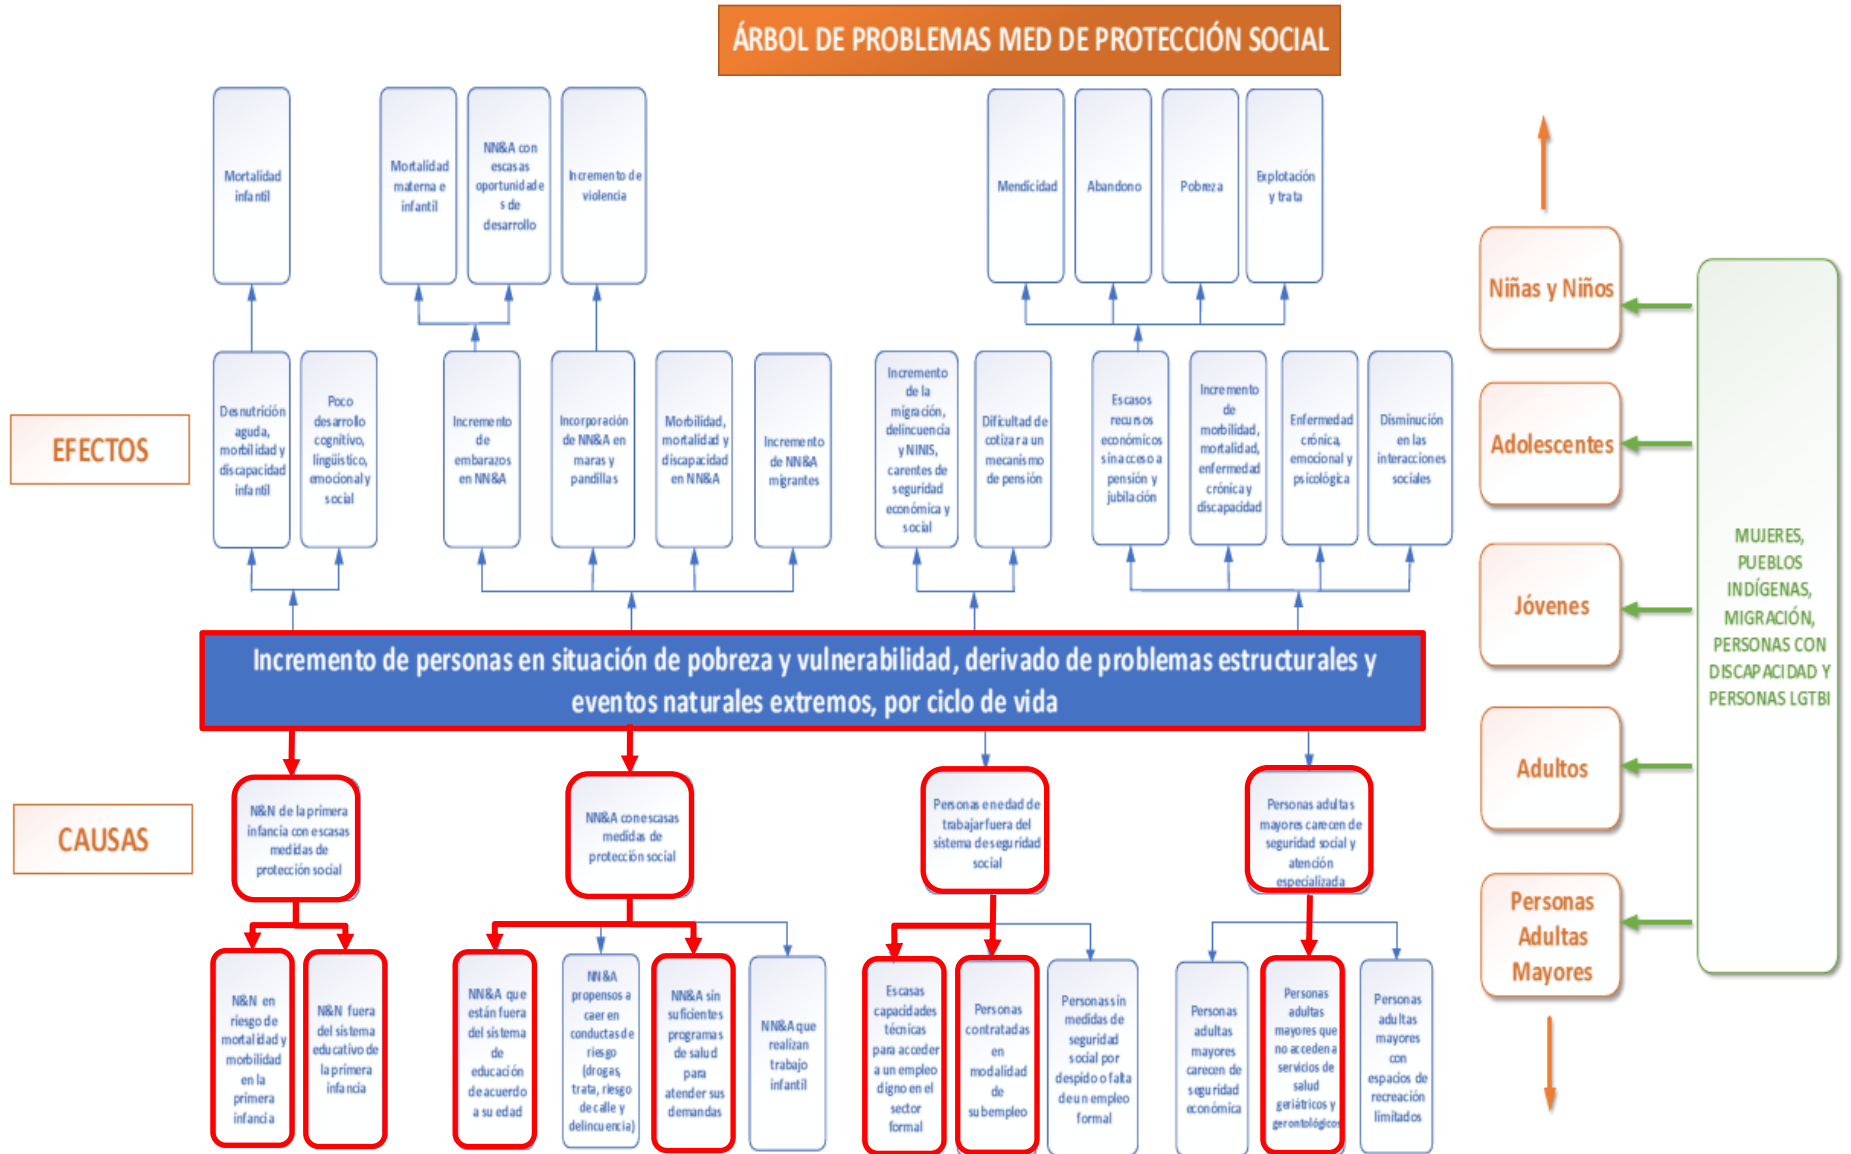 ÁRBOL DE PROBLEMAS MED DE PROTECCIÓN SOCIAL
Mortalidad
infantil
Mortalidad
materna e
infantil
NN&A con
escasas
oportunidade
s de
desarrollo
Incremento de
violencia
Mendicidad
Abandono
Pobreza
Explotación
y trata
EFECTOS
Desnutrición
aguda,
morbilidad y
discapacidad
infantil
Poco
desarrollo
cognitivo,
lingüístico,
emocional y
social
Incremento
de
embarazos
en NN&A
Incorporación
de NN&A en
maras y
pandillas
Morbilidad,
mortalidad y
discapacidad
en NN&A
Incremento
de NN&A
migrantes
Incremento
de la
migración,
delincuencia
y NINIS,
carentes de
seguridad
económica y
social
Dificultad de
cotizar a un
mecanismo
de pensión
Escasos
recursos
económicos
sin acceso a
pensión y
jubilación
Incremento
de
morbilidad,
mortalidad,
enfermedad
crónica y
discapacidad
Enfermedad
crónica,
emocional y
psicológica
Disminución
en las
interacciones
sociales
Incremento de personas en situación de pobreza y vulnerabilidad, derivado de problemas estructurales y
eventos naturales extremos, por ciclo de vida
CAUSAS
N&N de la primera
infancia con escasas
medidas de
protección social
NN&A con escasas
medidas de
protección social
Personas en edad de
trabajar fuera del
sistema de seguridad
social
Personas adultas
mayores carecen de
seguridad social y
atención
especializada
N&N en
riesgo de
mortalidad y
morbilidad
en la
primera
infancia
N&N fuera
del sistema
educativo de
la primera
infancia
NN&A que
están fuera
del sistema
de
educación
de acuerdo
a su edad
NN&A
propensos a
caer en
conductas de
riesgo
(drogas,
trata, riesgo
de calle y
delincuencia)
NN&A sin
suficientes
programas
de salud
para
atender sus
demandas
NN&A que
realizan
trabajo
infantil
Escasas
capacidades
técnicas
para acceder
a un empleo
digno en el
sector
formal
Personas
contratadas
en
modalidad
de
subempleo
Personas sin
medidas de
seguridad
social por
despido o falta
de un empleo
formal
Personas
adultas
mayores
carecen de
seguridad
económica
Personas
adultas
mayores que
no acceden a
servicios de
salud
geriátricos y
gerontológicos
Personas
adultas
mayores
con
espacios de
recreación
limitados
Niñas y Niños
Adolescentes
Jóvenes
Adultos
Personas
Adultas
Mayores
MUJERES,
PUEBLOS
INDÍGENAS,
MIGRACIÓN,
PERSONAS CON
DISCAPACIDAD Y
PERSONAS LGTBI